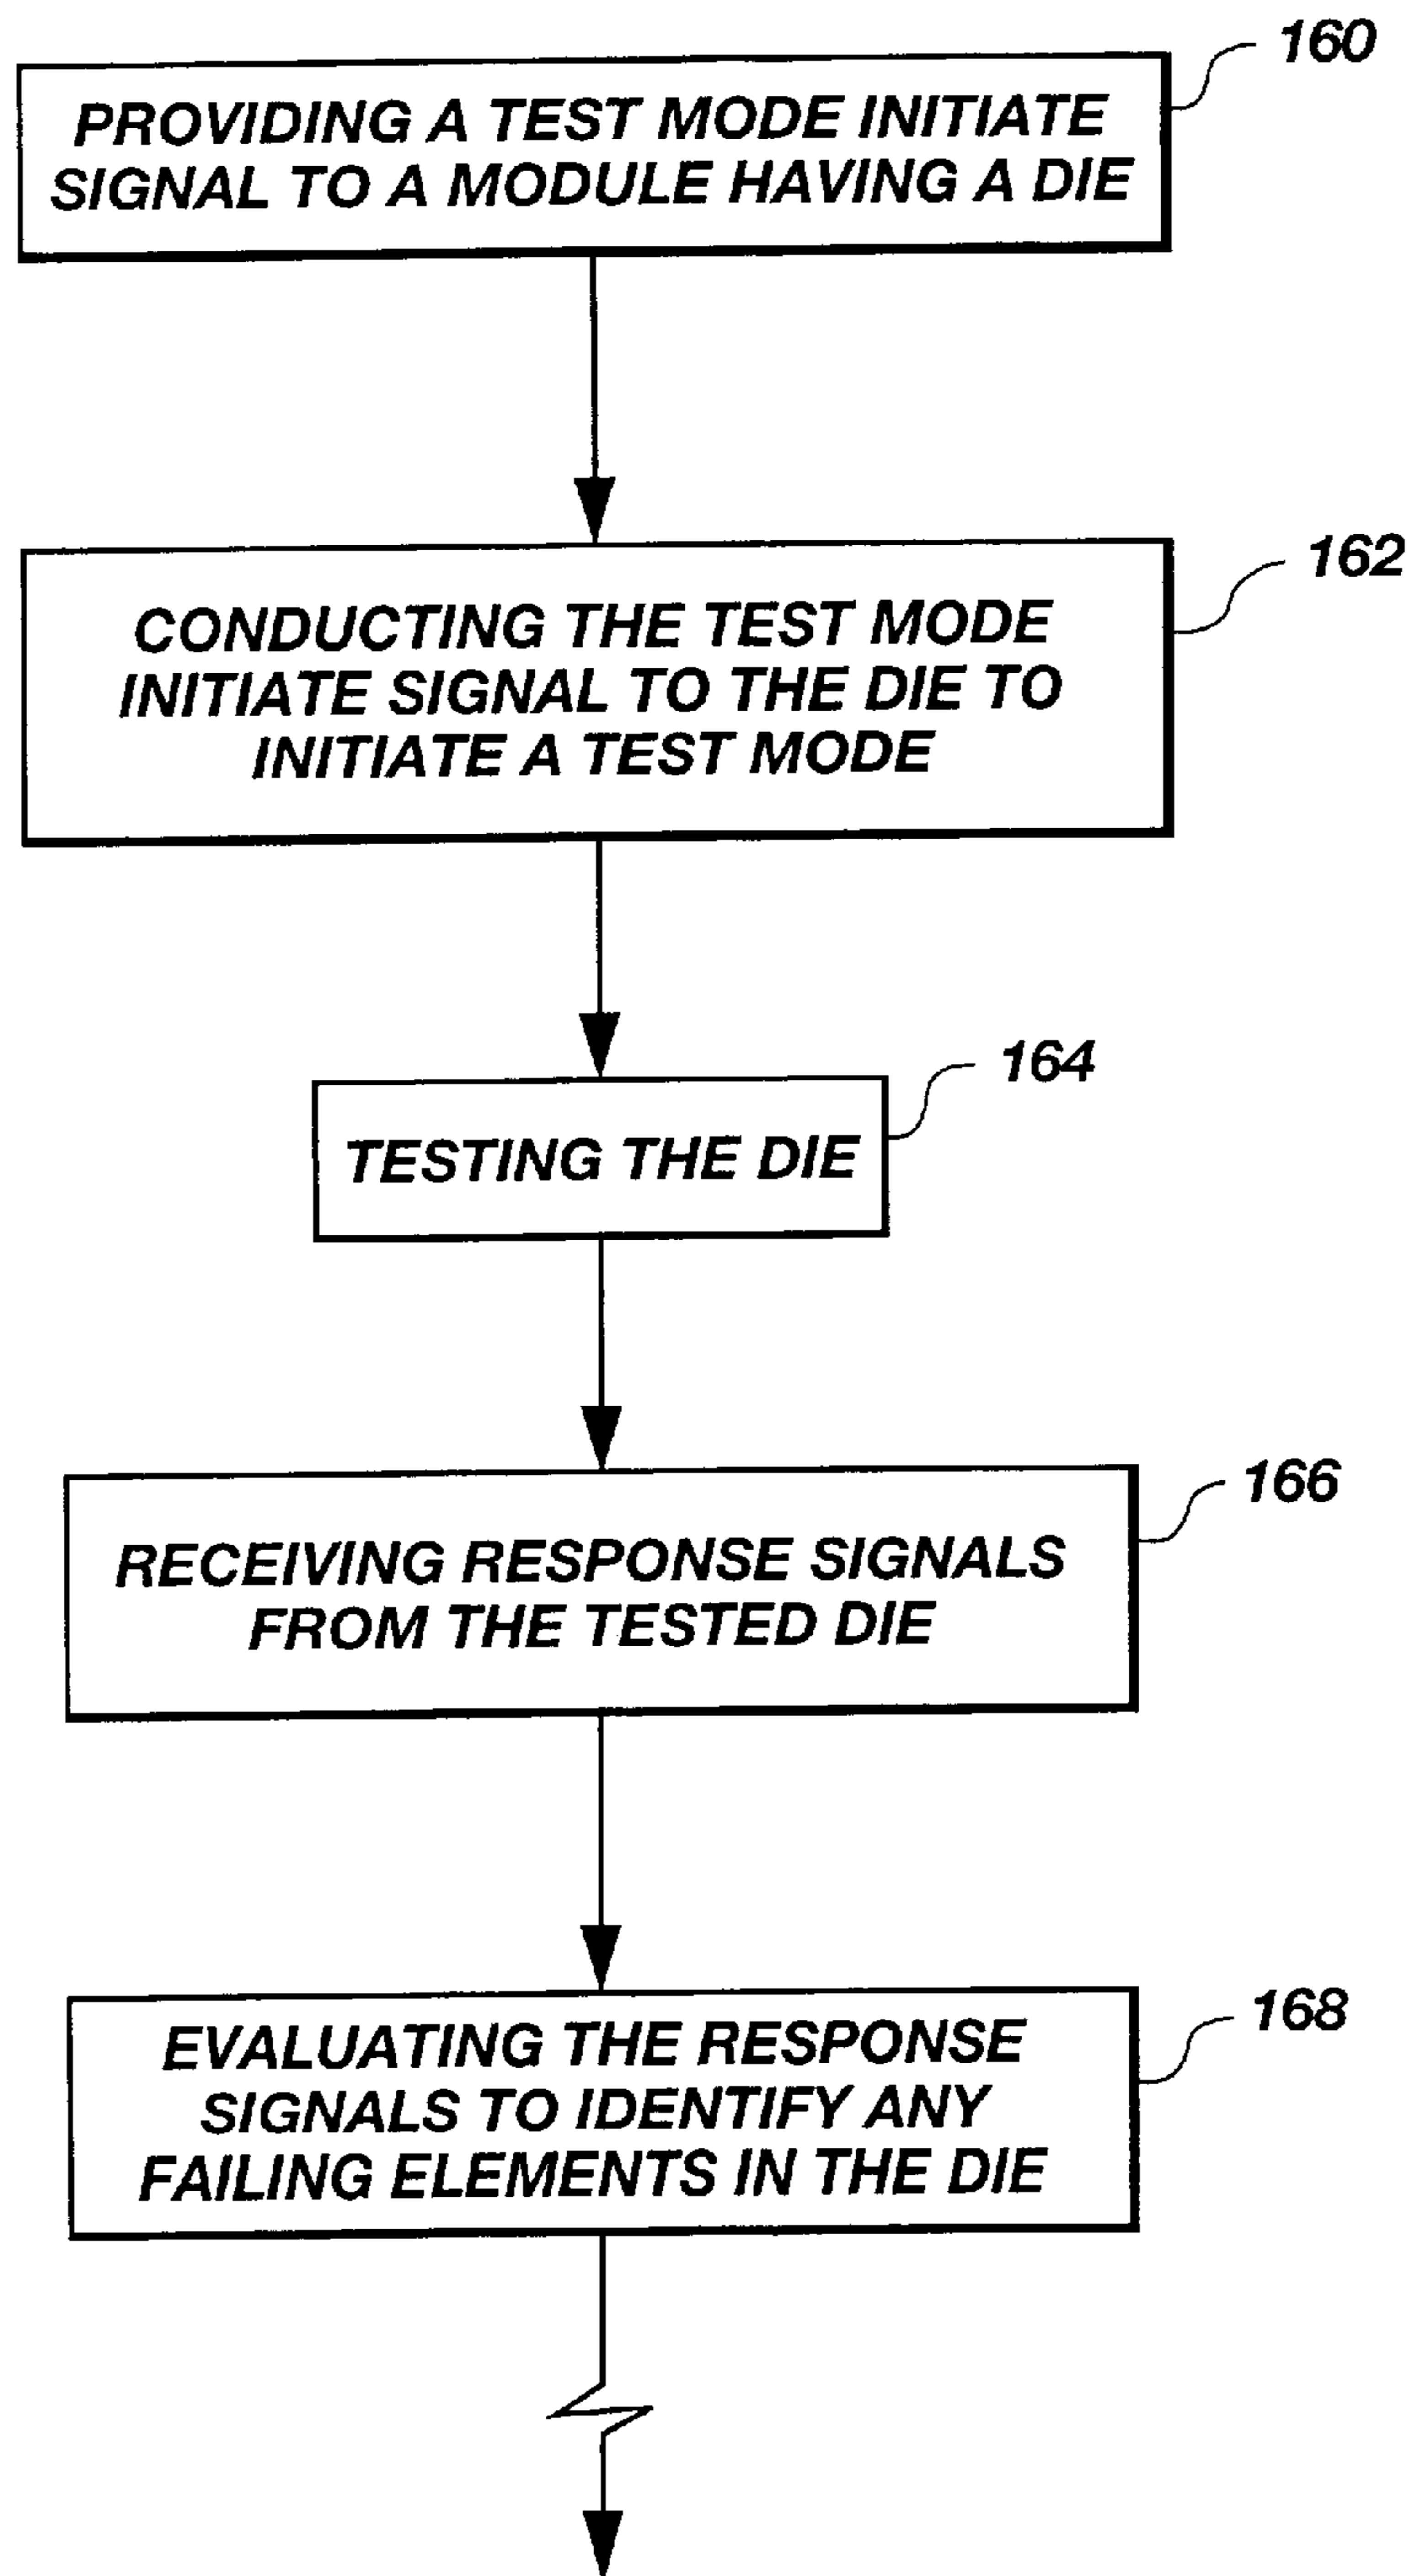 160
PROVIDING A TEST MODE INITIATE
SIGNAL TO A MODULE HAVING A DIE
162
CONDUCTING THE TEST MODE
INITIATE SIGNAL TO THE DIE TO
INITIATE A TEST MODE
164
TESTING THE DIE
166
RECEIVING RESPONSE SIGNALS
FROM THE TESTED DIE
168
EVALUATING THE RESPONSE
SIGNALS TO IDENTIFY ANY
FAILING ELEMENTS IN THE DIE